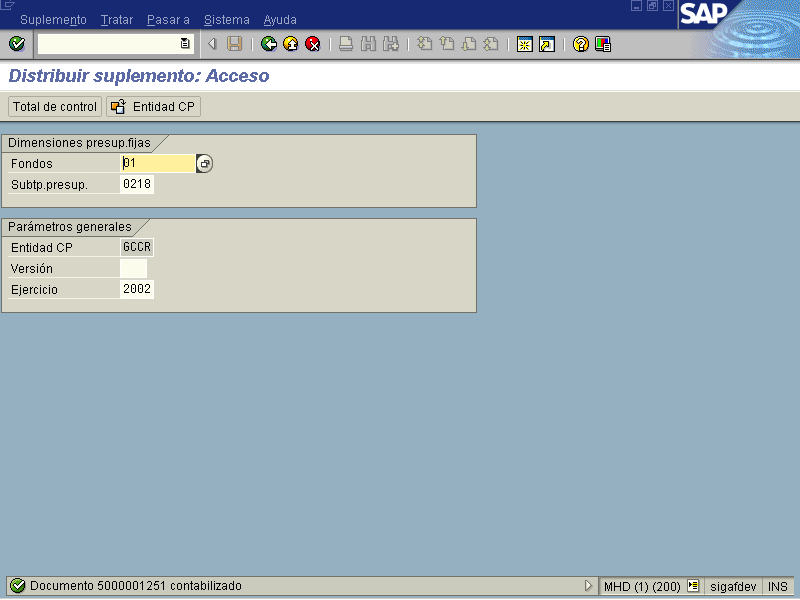 Suplemento Tratar Pasar a Sistema Ayuda
SAP
Distribuir suplemento: Acceso
Total de control Entidad CP
Dimensiones presup.fijas
Fondos 01
Subtp.presup. 0218
Parámetros generales
Entidad CP GCCR
Versión
Ejercicio 2002
Documento 5000001251 contabilizado MHD (1) (200) sigafdev INS